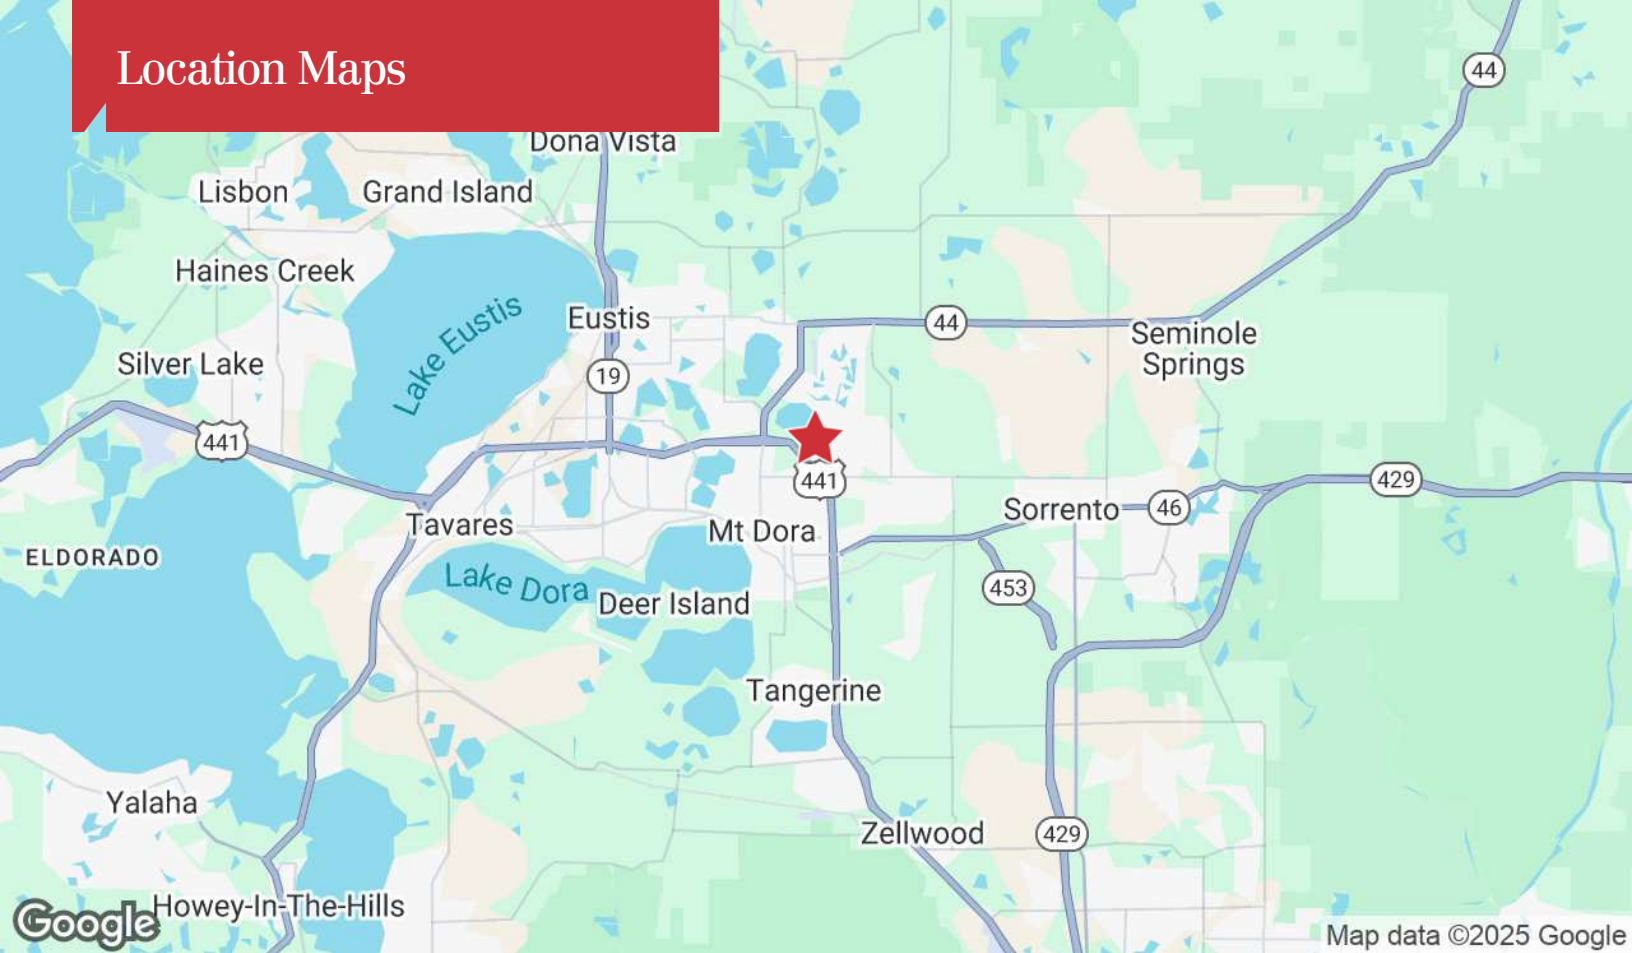 Location Maps
44
Dona Vista
Lisbon
Grand Island
Haines Creek
Lake Eustis
Eustis
44
Seminole
Springs
Silver Lake
19
441
441
429
Sorrento
46
Tavares
Mt Dora
ELDORADO
Lake Dora
Deer Island
453
Tangerine
Yalaha
Zellwood
429
Howey-In-The-Hills
Google
Map data ©2025 Google